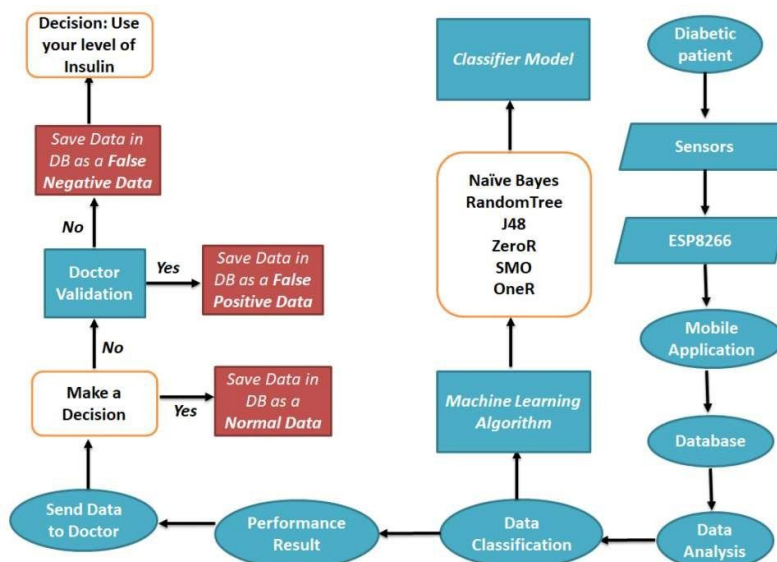 Decision: Use
your level of
Insulin
Save Data in
DB as a False
Negative Data
No
Doctor
Validation
Yes
Save Data in
DB as a False
Positive Data
No
Make a
Decision
Yes
Save Data in
DB as a
Normal Data
Send Data
to Doctor
Performance
Result
Classifier Model
Naïve Bayes
RandomTree
J48
ZeroR
SMO
OneR
Machine Learning
Algorithm
Data
Classification
Diabetic
patient
Sensors
ESP8266
Mobile
Application
Database
Data
Analysis